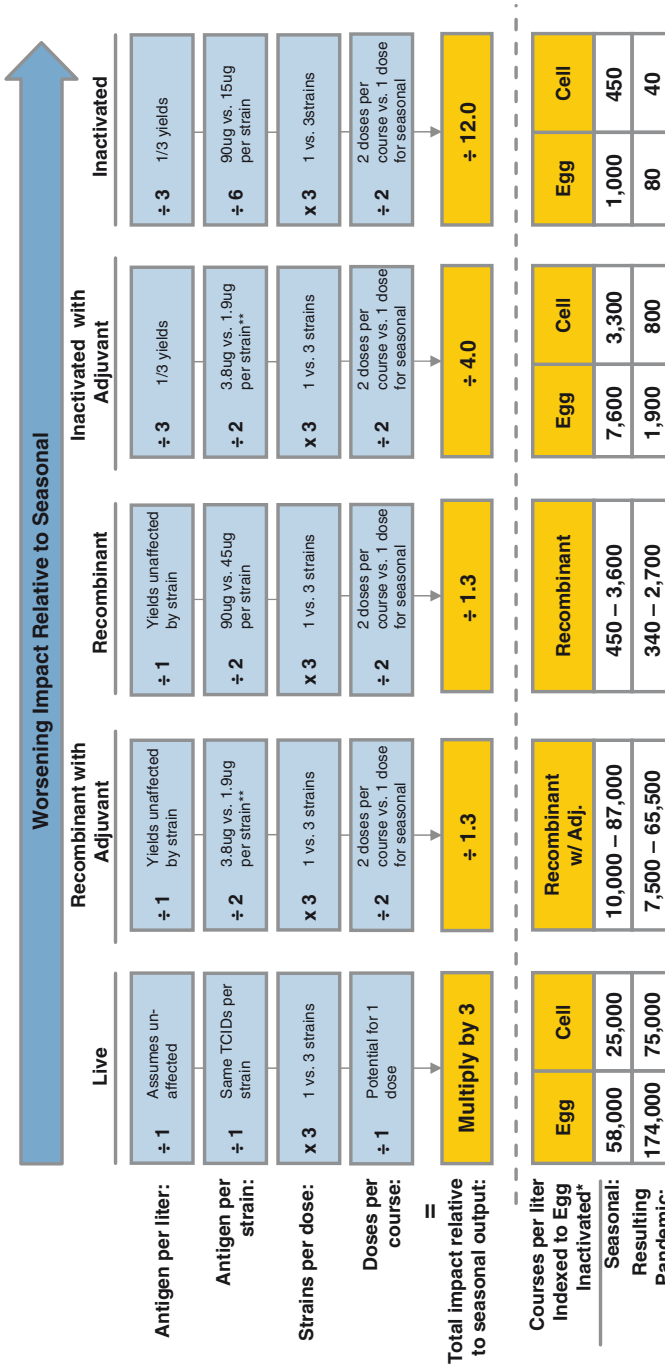 Worsening Impact Relative to Seasonal
Live
Recombinant with
Adjuvant
Recombinant
Inactivated with
Adjuvant
Inactivated
Antigen per liter:
÷ 1 Assumes un-
affected
÷ 1 Yields unaffected
by strain
÷ 1 Yields unaffected
by strain
÷ 3 1/3 yields
÷ 3 1/3 yields
Antigen per
strain:
÷ 1 Same TCIDs per
strain
÷ 2 3.8ug vs. 1.9ug
per strain**
÷ 2 90ug vs. 45ug
per strain
÷ 2 3.8ug vs. 1.9ug
per strain**
÷ 6 90ug vs. 15ug
per strain
Strains per dose:
x 3 1 vs. 3 strains
x 3 1 vs. 3 strains
x 3 1 vs. 3 strains
x 3 1 vs. 3 strains
x 3 1 vs. 3strains
Doses per
course:
÷ 1 Potential for 1
dose
÷ 2 2 doses per
course vs. 1 dose
for seasonal
÷ 2 2 doses per
course vs. 1 dose
for seasonal
÷ 2 2 doses per
course vs. 1 dose
for seasonal
÷ 2 2 doses per
course vs. 1 dose
for seasonal
=
Total impact relative
to seasonal output:
Multiply by 3
÷ 1.3
÷ 1.3
÷ 4.0
÷ 12.0
Courses per liter
Indexed to Egg
Inactivated*
Egg Cell
Recombinant
w/ Adj.
Recombinant
Egg Cell
Egg Cell
Seasonal: 58,000 25,000 10,000 – 87,000 450 – 3,600 7,600 3,300 1,000 450
Resulting
Pandemic: 174,000 75,000 7,500 – 65,500 340 – 2,700 1,900 800 80 40